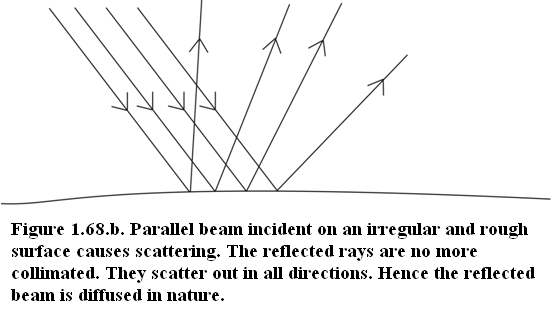 Figure 1.68.b. Parallel beam incident on an irregular and rough
surface causes scattering. The reflected rays are no more
collimated. They scatter out in all directions. Hence the reflected
beam is diffused in nature.